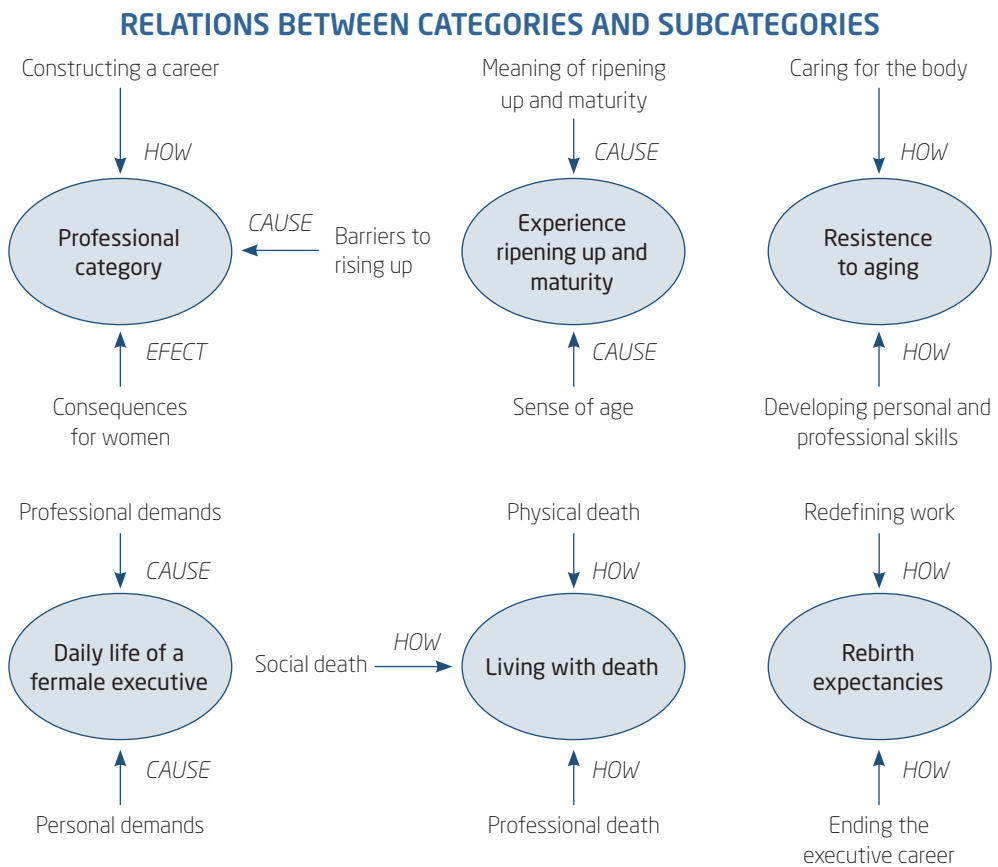 RELATIONS BETWEEN CATEGORIES AND SUBCATEGORIES
Constructing a career
HOW
Professional
category
CAUSE
Barriers to
rising up
EFECT
Consequences
for women
Meaning of ripening
up and maturity
CAUSE
Experience
ripening up and
maturity
CAUSE
Sense of age
Caring for the body
HOW
Resistence
to aging
HOW
Developing personal and
professional skills
Professional demands
CAUSE
Daily life of a
fermale executive
CAUSE
Personal demands
Physical death
HOW
Social death
HOW
Living with death
HOW
Professional death
Redefining work
HOW
Rebirth
expectancies
HOW
Ending the
executive career